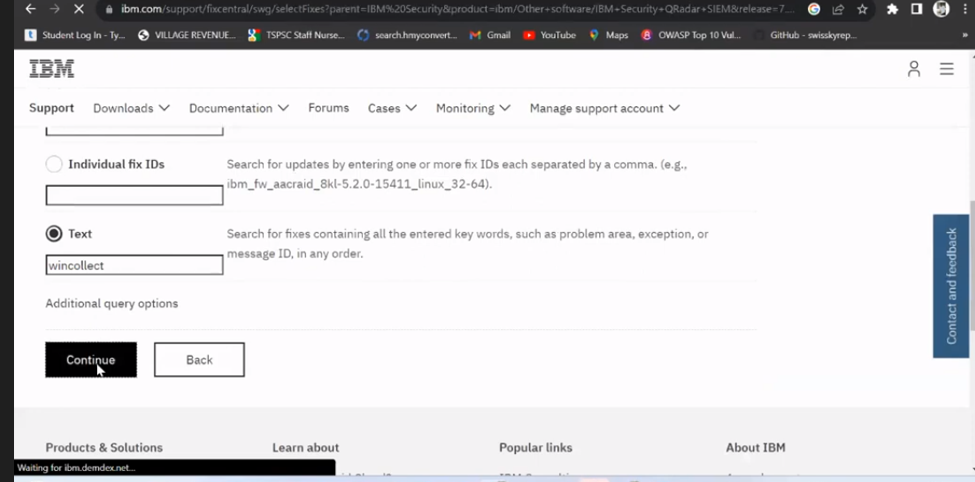 ibm.com/support/fixcentral/swg/selectFixes?parent=IBM%20Security&product=ibm/Other+software/IBM+Security+QRadar+SIEM&release=7....
Student Log In - Ty... VILLAGE REVENUE... TSPSC Staff Nurse... search.hmyconvert... Gmail YouTube Maps OWASP Top 10 Vul... GitHub - swisskyrep... »
IBM
Support Downloads Documentation Forums Cases Monitoring Manage support account
Individual fix IDs Search for updates by entering one or more fix IDs each separated by a comma. (e.g.,
ibm_fw_aacraid_8kl-5.2.0-15411_linux_32-64).
Text Search for fixes containing all the entered key words, such as problem area, exception, or
message ID, in any order.
wincollect
Additional query options
Continue Back
Contact and feedback
Products & Solutions Learn about Popular links About IBM
Waiting for ibm.demdex.net...